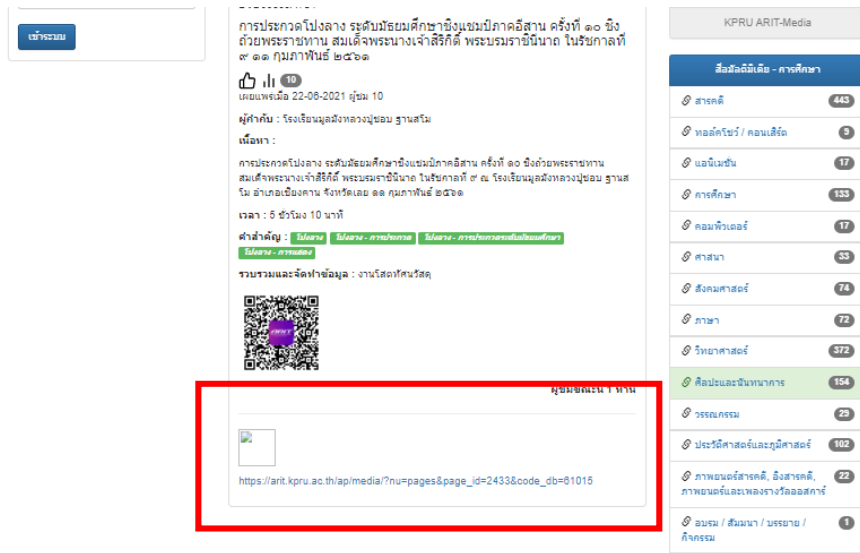 เข้าระบบ
การประกวดโปงลาง ระดับมัธยมศึกษาชิงแชมป์ภาคอีสาน ครั้งที่ ๑๐ ชิง
ถ้วยพระราชทาน สมเด็จพระนางเจ้าสิริกิติ์ พระบรมราชินีนาถ ในรัชกาลที่
๙ ๑๑ กุมภาพันธ์ ๒๕๖๑
10
เผยแพร่เมื่อ 22-06-2021 ผู้ชม 10
ผู้กำกับ : โรงเรียนมูลมังหลวงปู่ชอบ ฐานสโม
เนื้อหา :
การประกวดโปงลาง ระดับมัธยมศึกษาชิงแชมป์ภาคอีสาน ครั้งที่ ๑๐ ชิงถ้วยพระราชทาน
สมเด็จพระนางเจ้าสิริกิติ์ พระบรมราชินีนาถ ในรัชกาลที่ ๙ ณ โรงเรียนมูลมังหลวงปู่ชอบ ฐานส
โม อำเภอเชียงคาน จังหวัดเลย ๑๑ กุมภาพันธ์ ๒๕๖๑
เวลา : 5 ชั่วโมง 10 นาที
คำสำคัญ : โปงลาง โปงลาง - การประกวด โปงลาง - การประกวดระดับมัธยมศึกษา
โปงลาง - การแสดง
รวบรวมและจัดทำข้อมูล : งานโสตทัศนวัสดุ
ARIT
ผู้ชมขณะนี้ 1 ท่าน
https://arit.kpru.ac.th/ap/media/?nu=pages&page_id=2433&code_db=61015
KPRU ARIT-Media
สื่อมัลติมีเดีย - การศึกษา
สารคดี 443
ทอล์คโชว์ / คอนเสิร์ต 9
แอนิเมชั่น 17
การศึกษา 133
คอมพิวเตอร์ 17
ศาสนา 33
สังคมศาสตร์ 74
ภาษา 72
วิทยาศาสตร์ 372
ศิลปะและนันทนาการ 154
วรรณกรรม 29
ประวัติศาสตร์และภูมิศาสตร์ 102
ภาพยนตร์สารคดี, อิงสารคดี, 22
ภาพยนตร์และเพลงรางวัลออสการ์
อบรม / สัมมนา / บรรยาย / 1
กิจกรรม